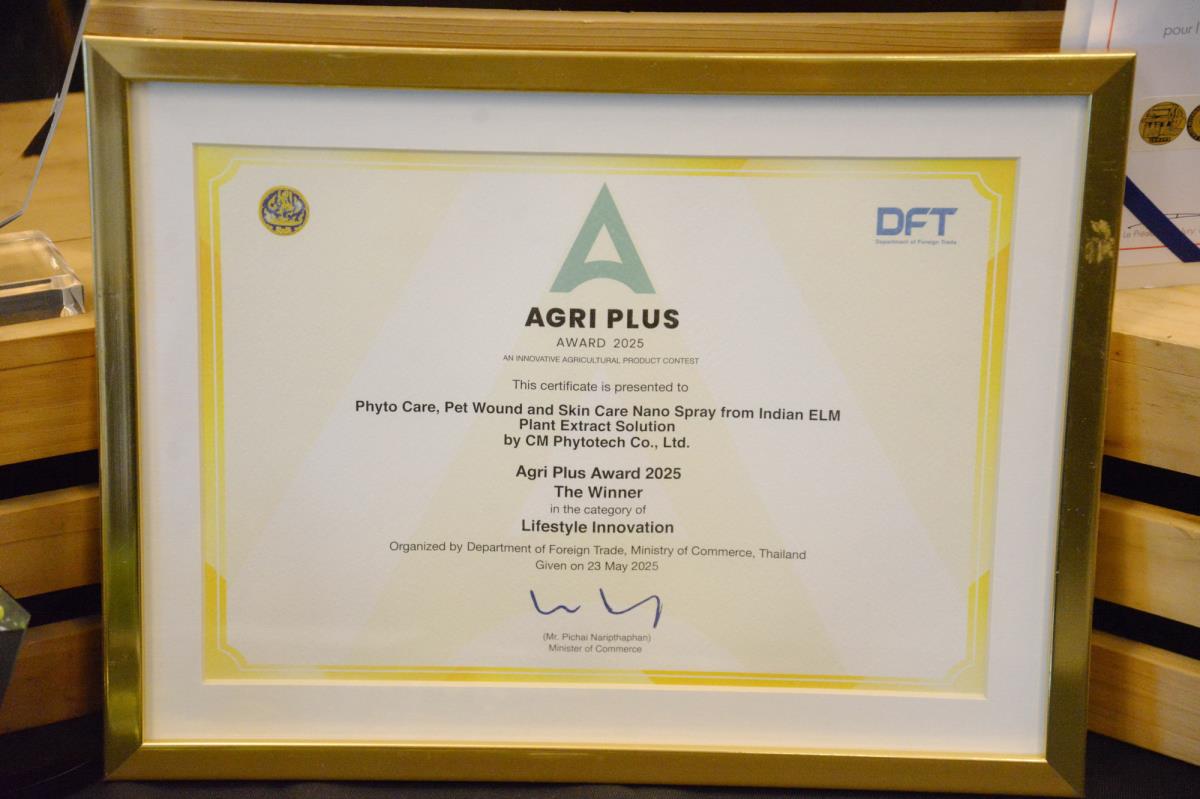 pour l
DFT
Department of Foreign Trade
AGRI PLUS
AWARD 2025
AN INNOVATIVE AGRICULTURAL PRODUCT CONTEST
This certificate is presented to
Phyto Care, Pet Wound and Skin Care Nano Spray from Indian ELM
Plant Extract Solution
by CM Phytotech Co., Ltd.
Agri Plus Award 2025
The Winner
in the category of
Lifestyle Innovation
Organized by Department of Foreign Trade, Ministry of Commerce, Thailand
Given on 23 May 2025
(Mr. Pichai Naripthaphan)
Minister of Commerce